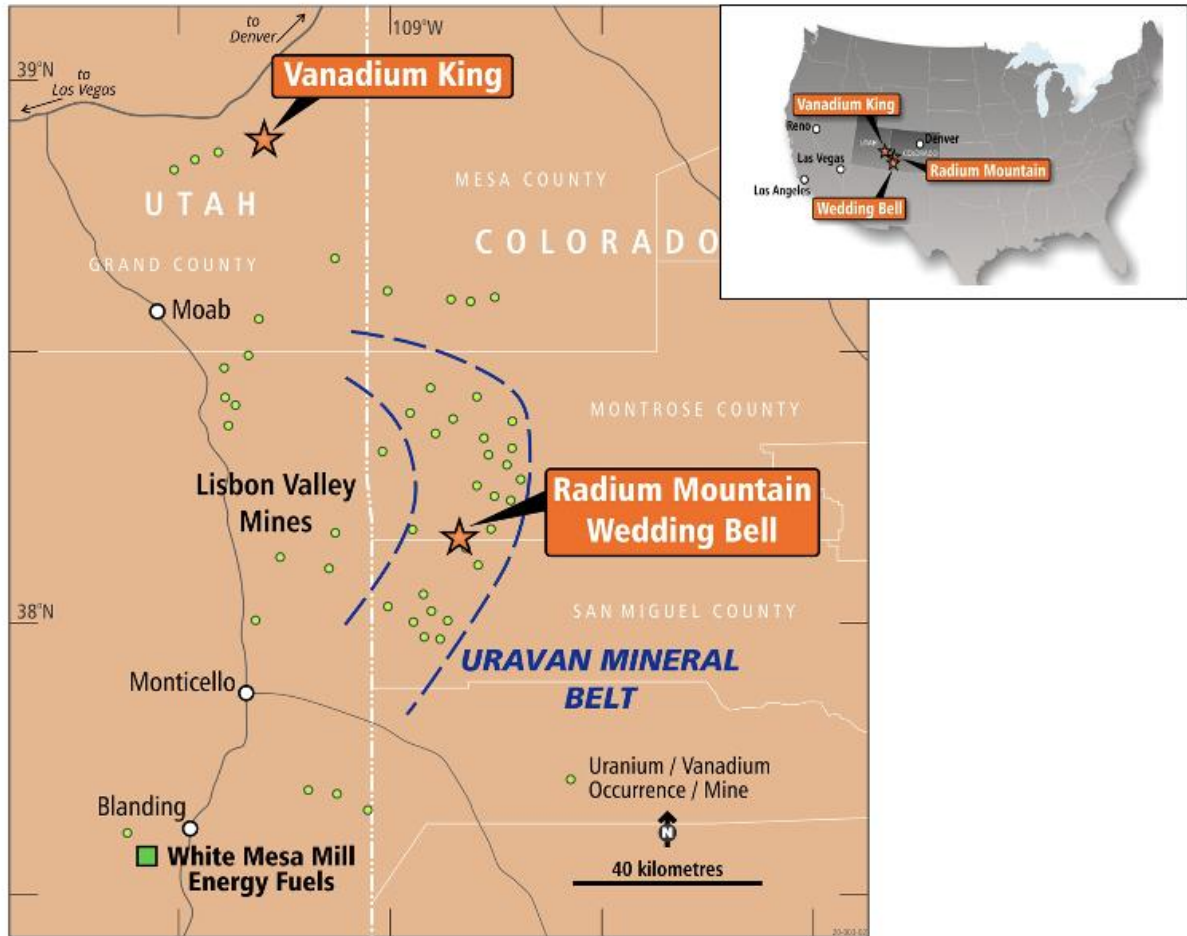 to
Denver
109°W
39°N
to
Las Vegas
Vanadium King
UTAH
MESA COUNTY
COLORADO
GRAND COUNTY
Moab
MONTROSE COUNTY
Lisbon Valley
Mines
Radium Mountain
Wedding Bell
38°N
SAN MIGUEL COUNTY
URAVAN MINERAL
BELT
Monticello
Uranium / Vanadium
Occurrence / Mine
N
Blanding
White Mesa Mill
Energy Fuels
40 kilometres
Vanadium King
Reno
Denver
UTAH
COLORADO
Las Vegas
Radium Mountain
Los Angeles
Wedding Bell